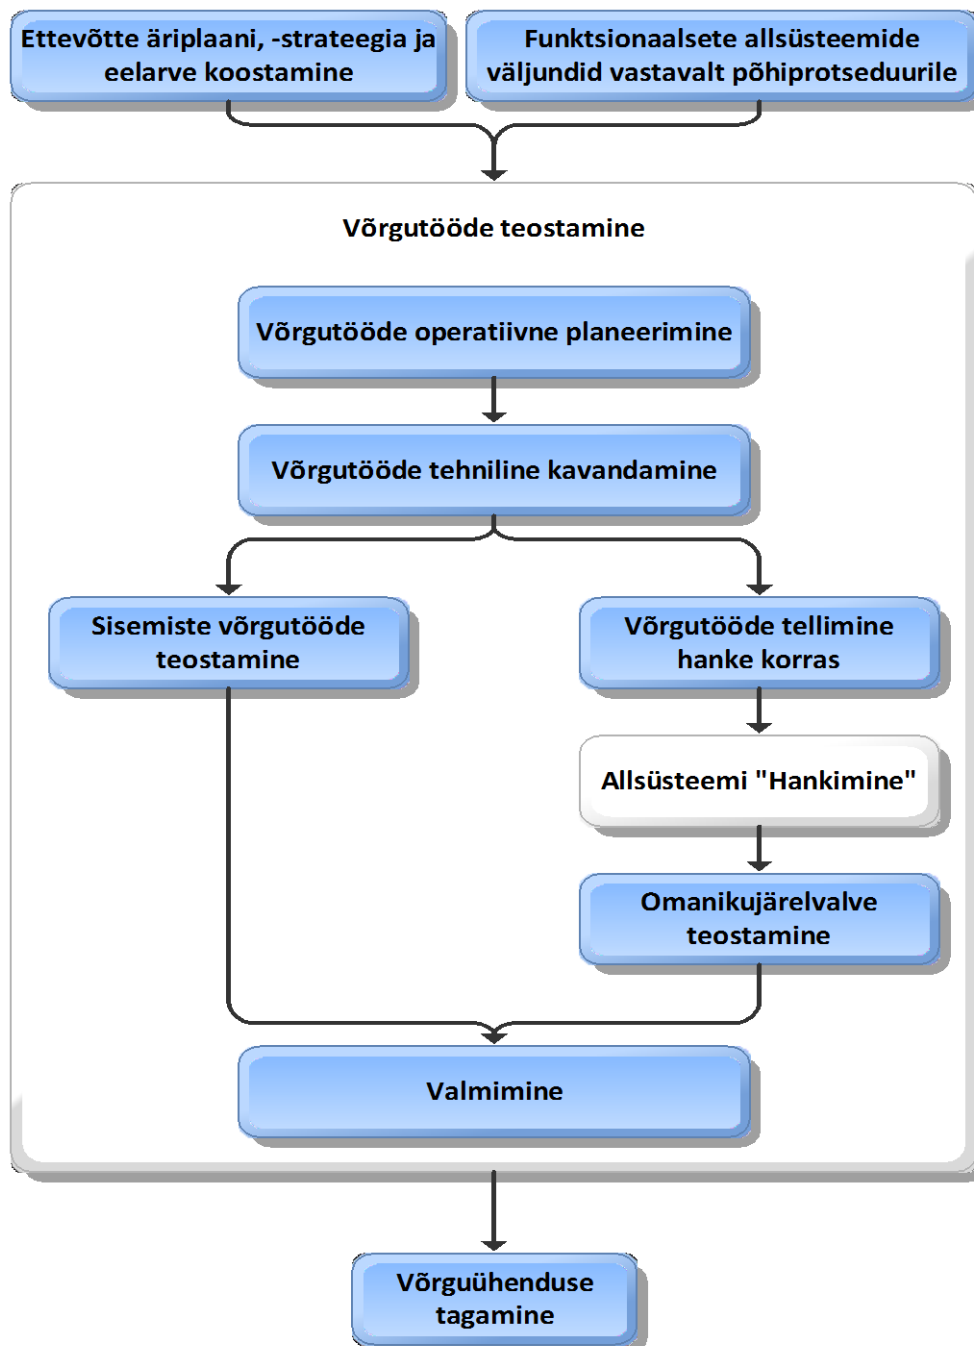 Ettevõtte äriplaani, -strateegia ja
eelarve koostamine
Funktsionaalsete allsüsteemide
väljundid vastavalt põhiprotseduurile
Võrgutööde teostamine
Võrgutööde operatiivne planeerimine
Võrgutööde tehniline kavandamine
Sisemiste võrgutööde
teostamine
Võrgutööde tellimine
hanke korras
Allsüsteemi "Hankimine"
Omanikujärelvalve
teostamine
Valmimine
Võrguühenduse
tagamine